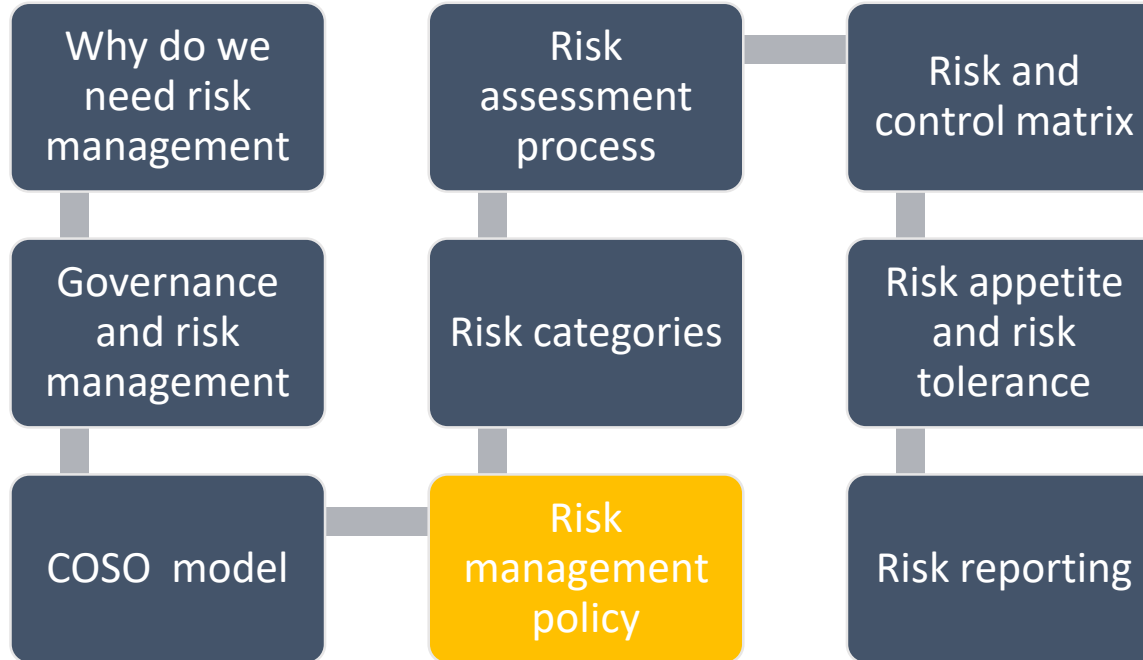 Why do we
need risk
management
Governance
and risk
management
COSO  model
Risk
management
policy
Risk categories
Risk
assessment
process
Risk and
control matrix
Risk appetite
and risk
tolerance
Risk reporting